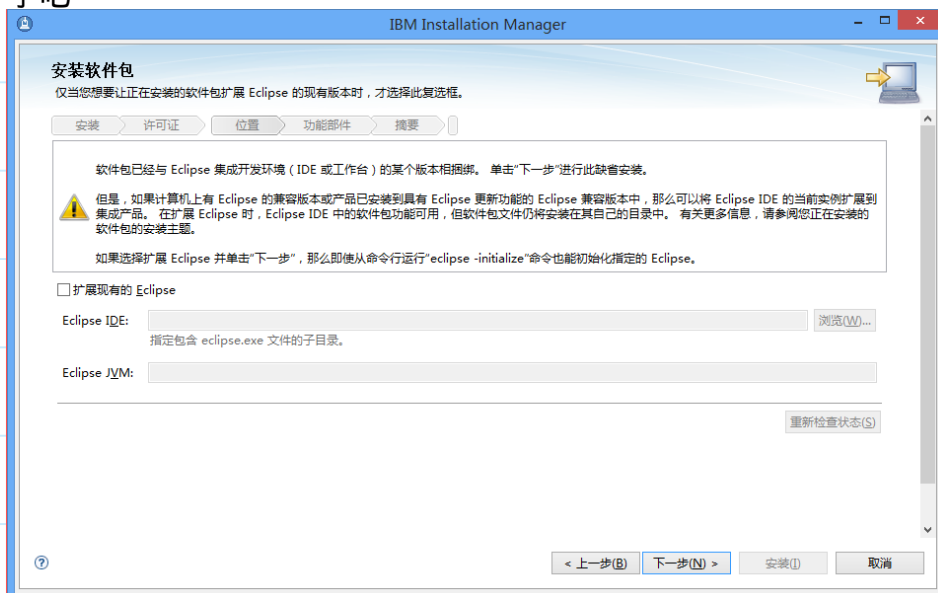 IBM Installation Manager
安装软件包
仅当您想要让正在安装的软件包扩展 Eclipse 的现有版本时，才选择此复选框。
安装 许可证 位置 功能部件 摘要
软件包已经与 Eclipse 集成开发环境（IDE 或工作台）的某个版本相捆绑。 单击“下一步”进行此缺省安装。
但是，如果计算机上有 Eclipse 的兼容版本或产品已安装到具有 Eclipse 更新功能的 Eclipse 兼容版本中，那么可以将 Eclipse IDE 的当前实例扩展到
集成产品。 在扩展 Eclipse 时，Eclipse IDE 中的软件包功能可用，但软件包文件仍将安装在其自己的目录中。 有关更多信息，请参阅您正在安装的
软件包的安装主题。
如果选择扩展 Eclipse 并单击“下一步”，那么即使从命令行运行“eclipse -initialize”命令也能初始化指定的 Eclipse。
扩展现有的 Eclipse
Eclipse IDE:
浏览(W)...
指定包含 eclipse.exe 文件的子目录。
Eclipse JVM:
重新检查状态(S)
< 上一步(B) 下一步(N) > 安装(I) 取消